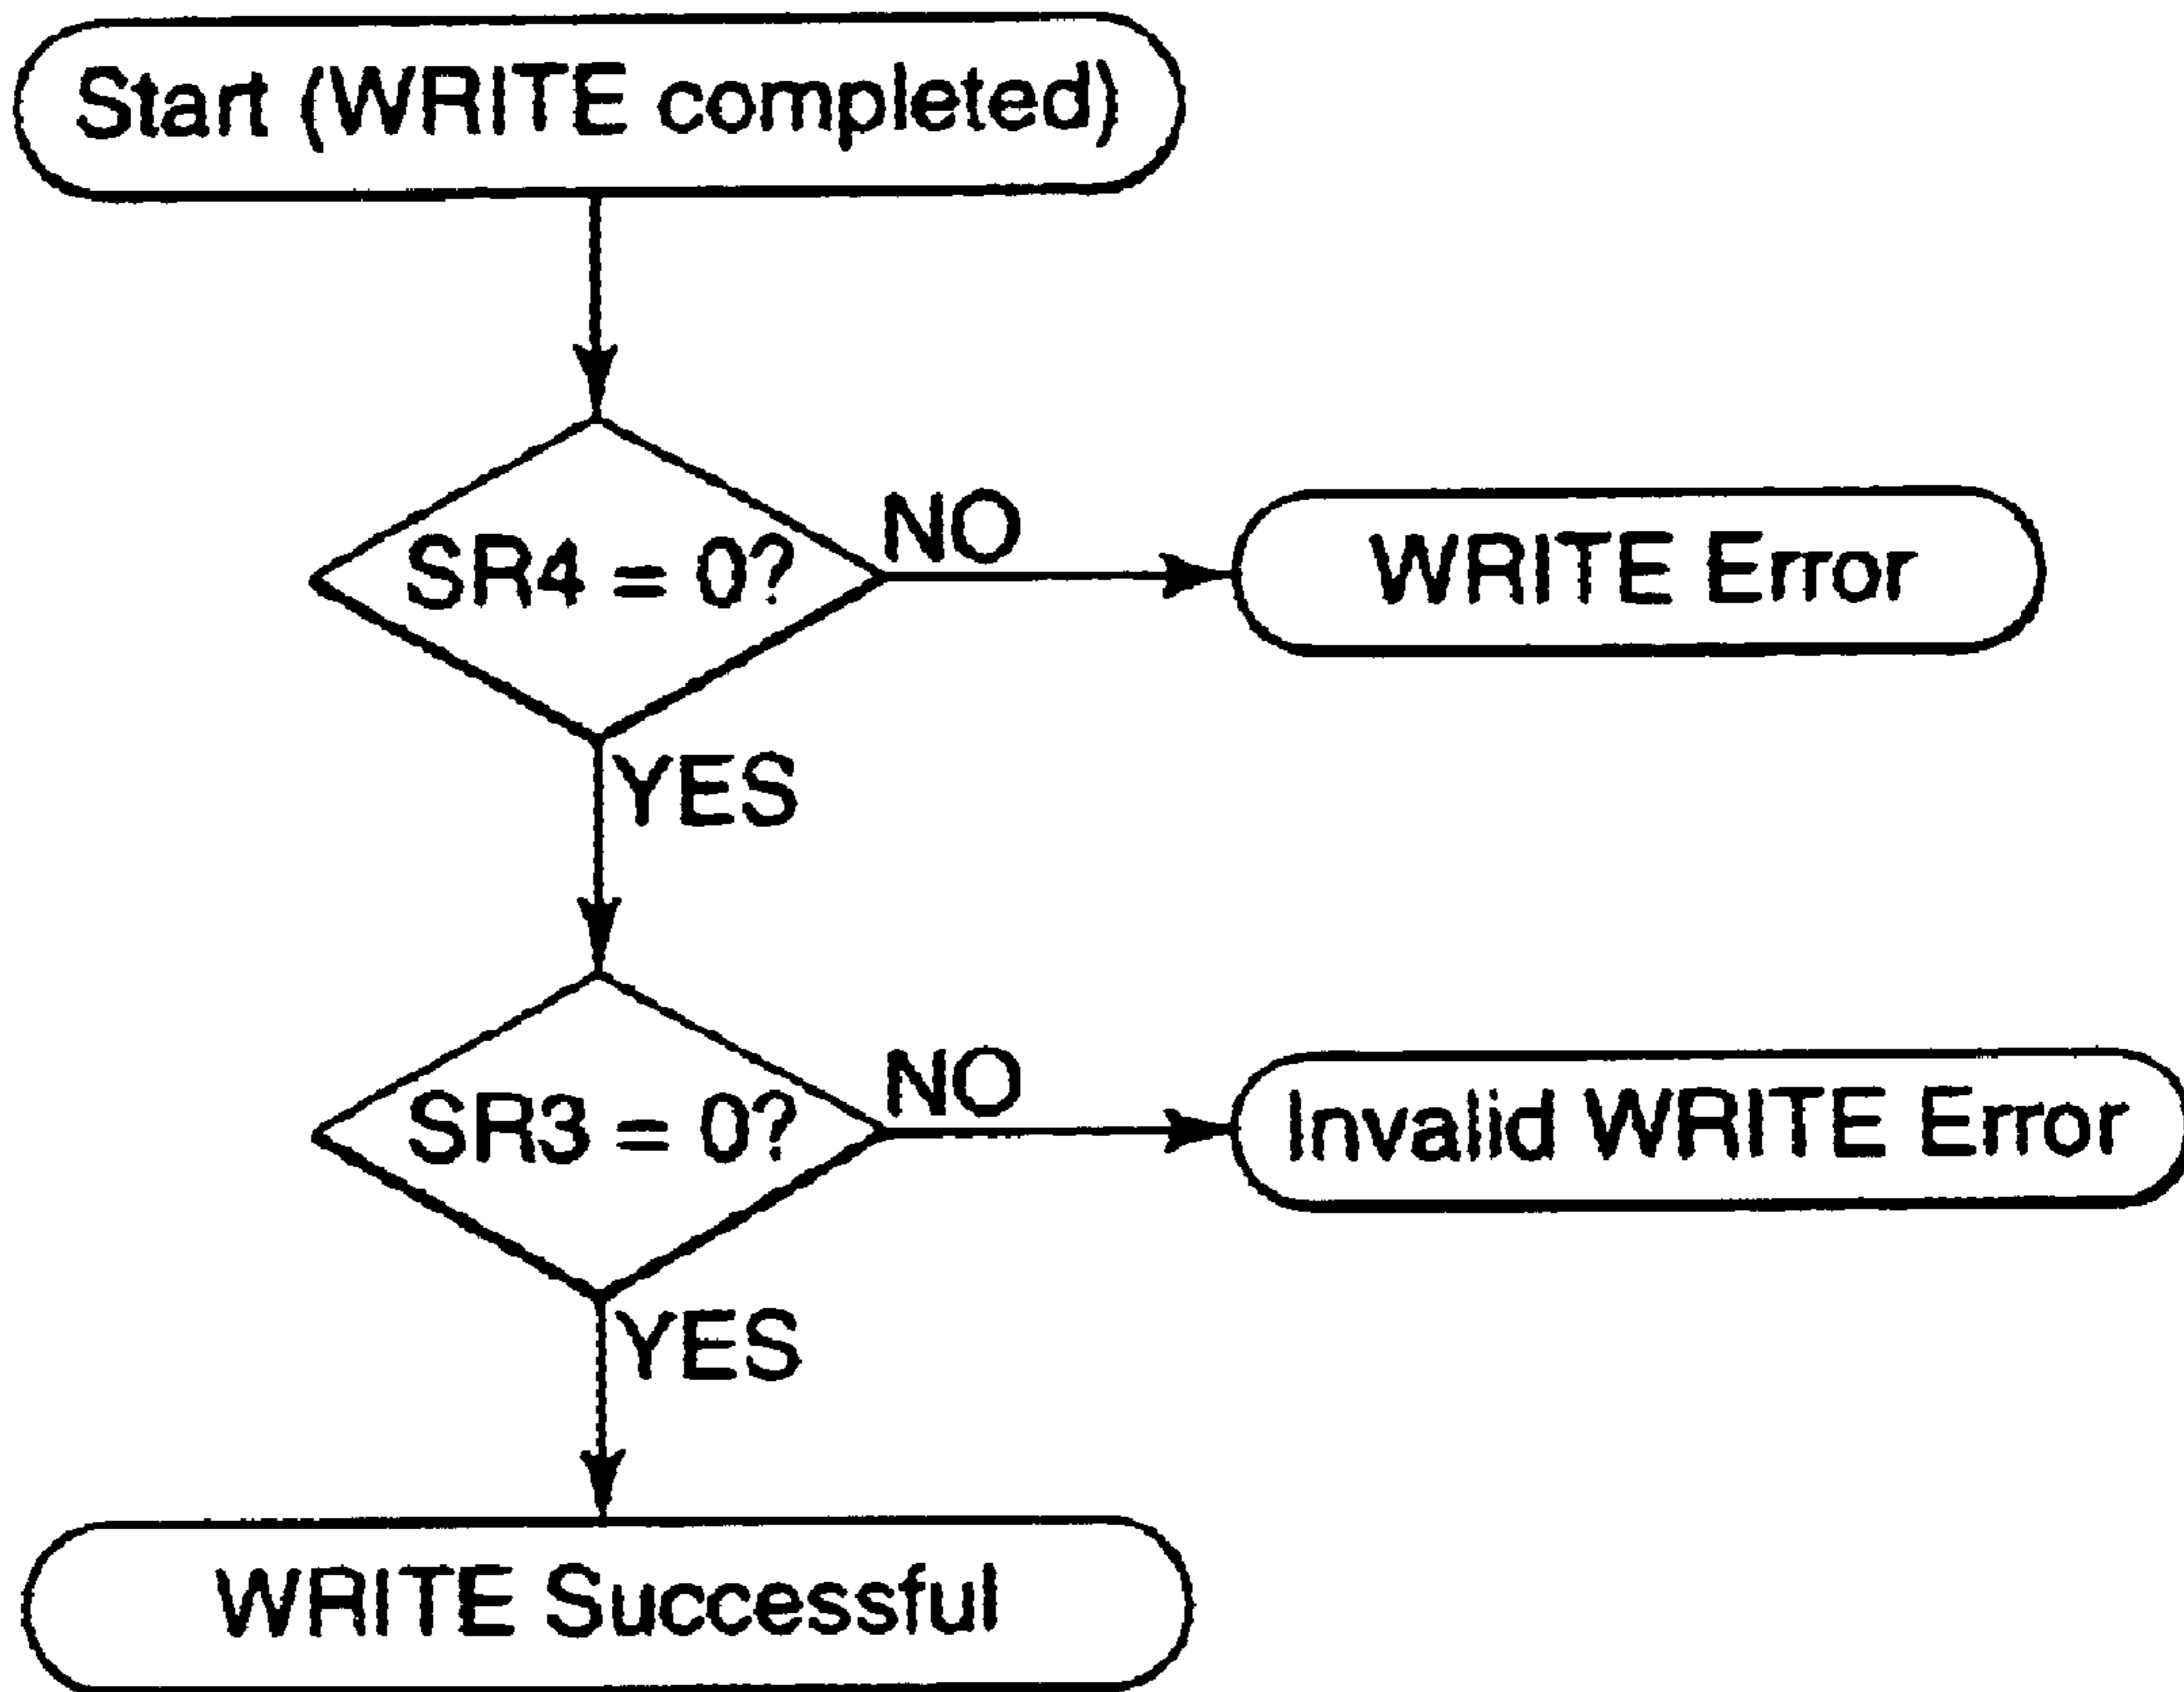 Start (WRITE completed)
SR4 = 0?
NO
WRITE Error
YES
SR3 = 0?
NO
Invalid WRITE Error
YES
WRITE Successful